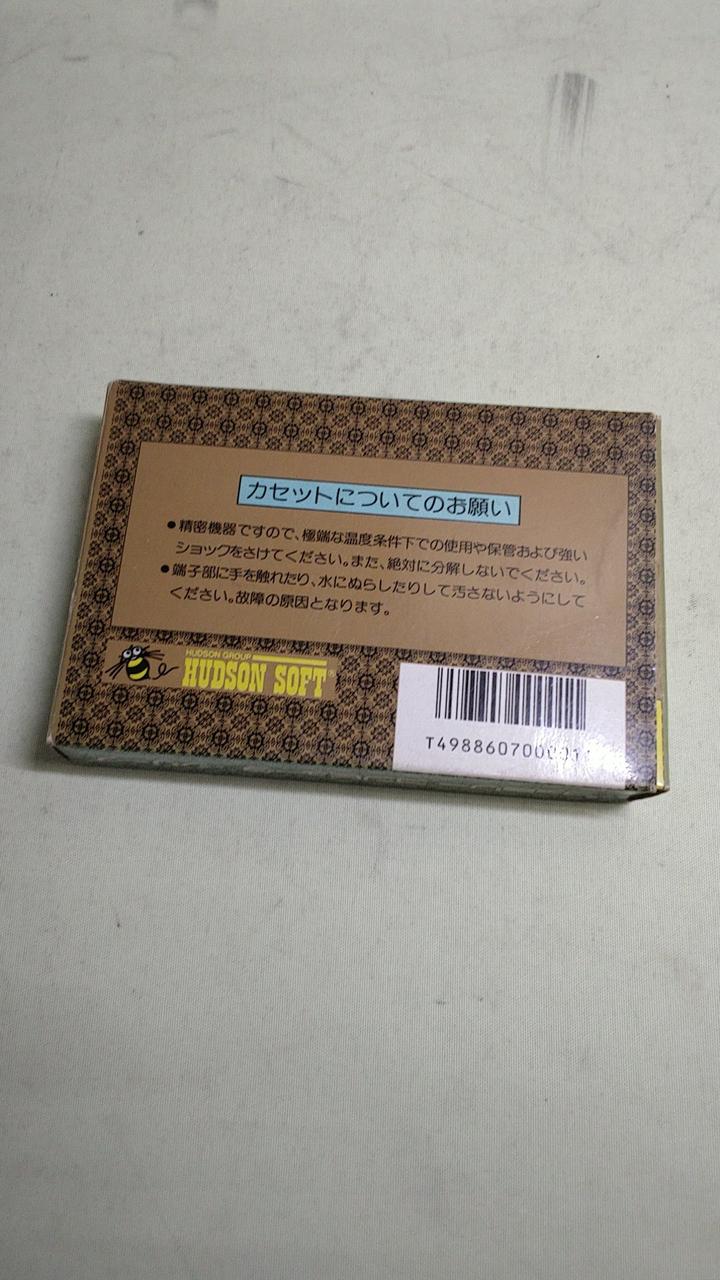 カセットについてのお願い
●精密機器ですので、極端な温度条件下での使用や保管および強い
ショックをさけてください。また、絶対に分解しないでください。
●端子部に手を触れたり、水にぬらしたりして汚さないようにして
ください。故障の原因となります。
HUDSON GROUP
HUDSON SOFT®